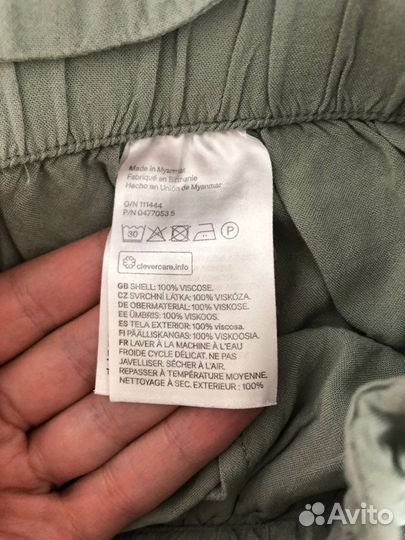 Made in Myanmar
Fabriqué en Birmanie
Hecho en Unión de Myanmar
O/N 111444
P/N 0477053 5
30 P
clevercare.info
GB SHELL: 100% VISCOSE.
CZ SVRCHNÍ LÁTKA: 100% VISKÓZA.
DE OBERMATERIAL: 100% VISKOSE.
EE ÜMBRIS: 100% VISKOOS.
ES TELA EXTERIOR: 100% viscosa.
FI PÄÄLLISKANGAS: 100% VISKOOSIA.
FR LAVER À LA MACHINE À L'EAU
FROIDE CYCLE DÉLICAT. NE PAS
JAVELLISER. SÉCHER À L'AIR.
REPASSER À TEMPÉRATURE MOYENNE.
NETTOYAGE À SEC. EXTÉRIEUR : 100%
Avito